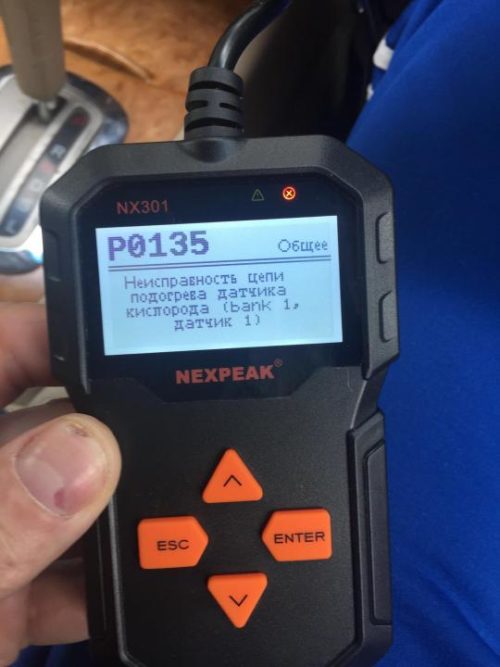 NX301
P0135 Общее
Неисправность цепи
подогрева датчика
кислорода (bank 1,
датчик 1)
NEXPEAK®
ESC
ENTER
R